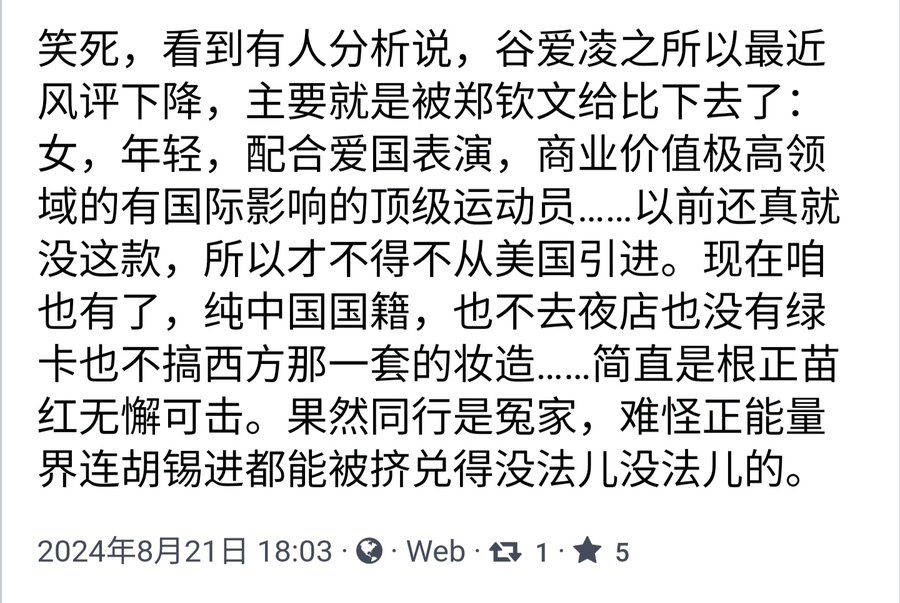 笑死，看到有人分析说，谷爱凌之所以最近
风评下降，主要就是被郑钦文给比下去了：
女，年轻，配合爱国表演，商业价值极高领
域的有国际影响的顶级运动员……以前还真就
没这款，所以才不得不从美国引进。现在咱
也有了，纯中国国籍，也不去夜店也没有绿
卡也不搞西方那一套的妆造……简直是根正苗
红无懈可击。果然同行是冤家，难怪正能量
界连胡锡进都能被挤兑得没法儿没法儿的。
2024年8月21日 18:03 · · Web · 1 · 5